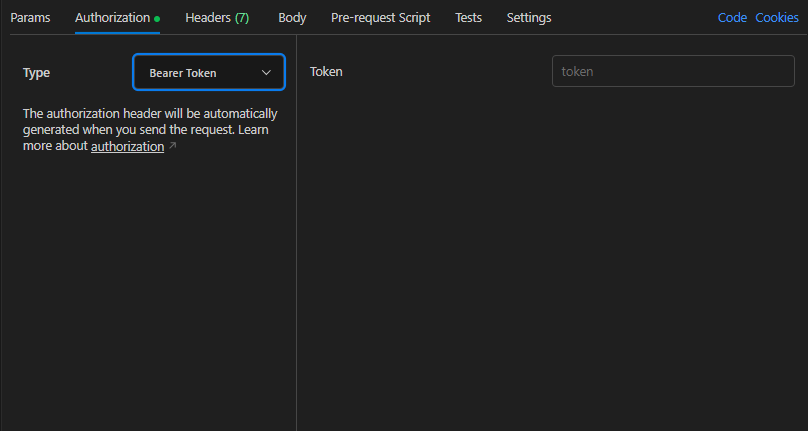 Params Authorization Headers (7) Body Pre-request Script Tests Settings Code Cookies
Type Bearer Token
Token token
The authorization header will be automatically
generated when you send the request. Learn
more about authorization ↗